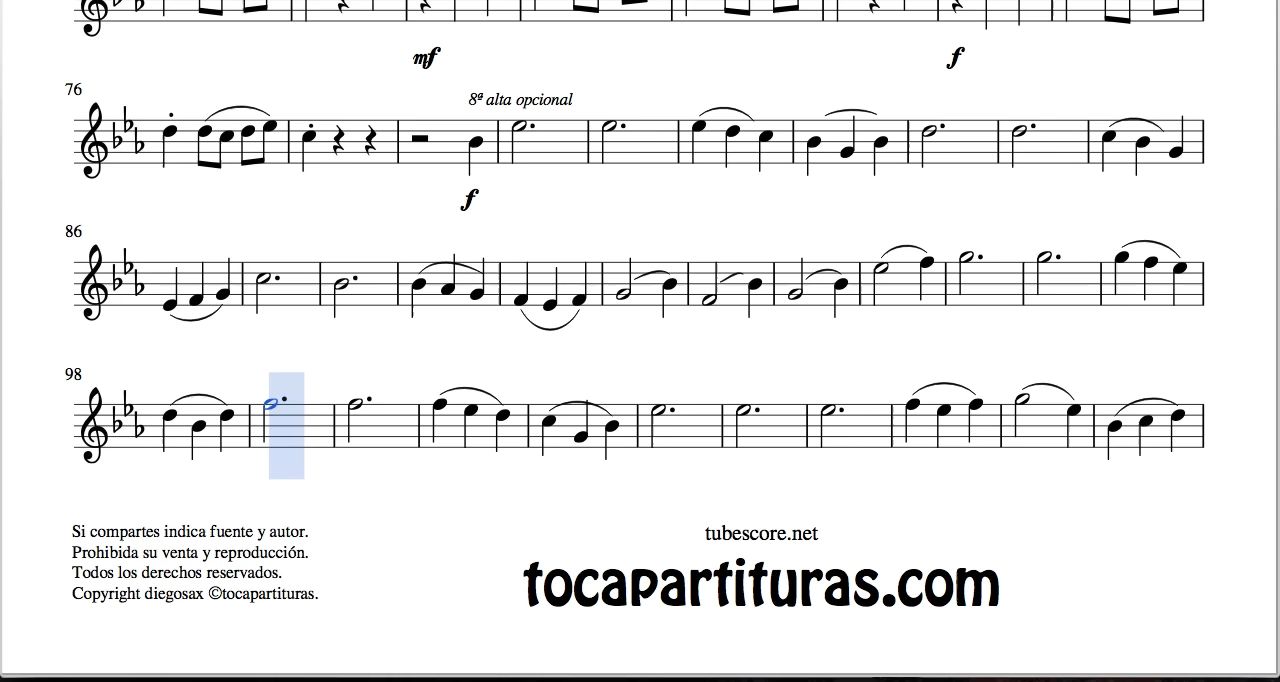 mf
f
76
8ª alta opcional
f
86
98
Si compartes indica fuente y autor.
Prohibida su venta y reproducción.
Todos los derechos reservados.
Copyright diegosax ©tocapartituras.
tubescore.net
tocapartituras.com